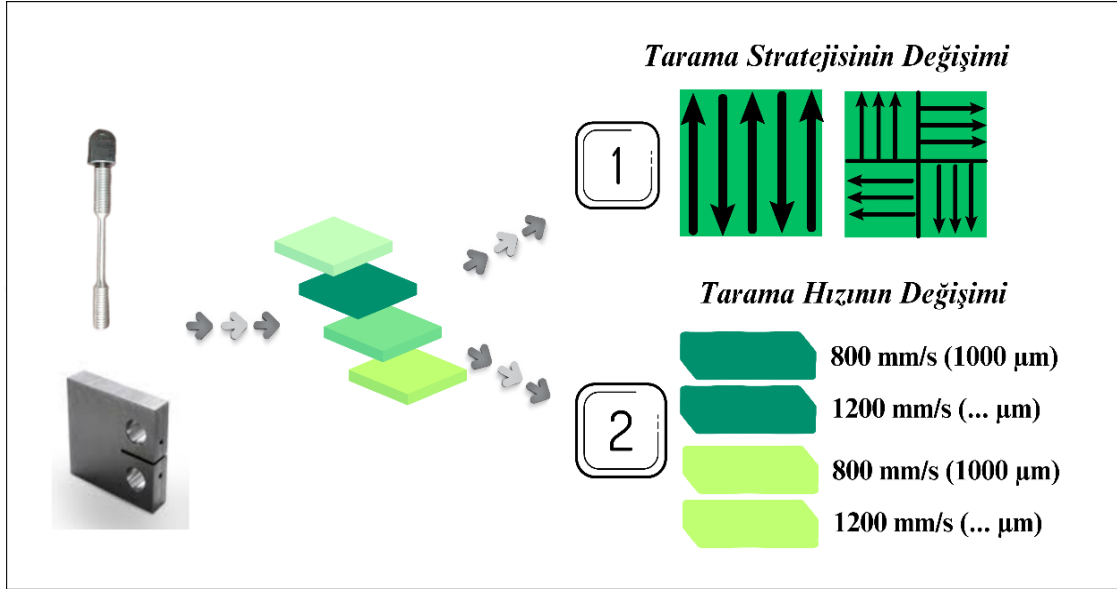 Tarama Stratejisinin Değişimi
1
Tarama Hızının Değişimi
2
800 mm/s (1000 µm)
1200 mm/s (... µm)
800 mm/s (1000 µm)
1200 mm/s (... µm)